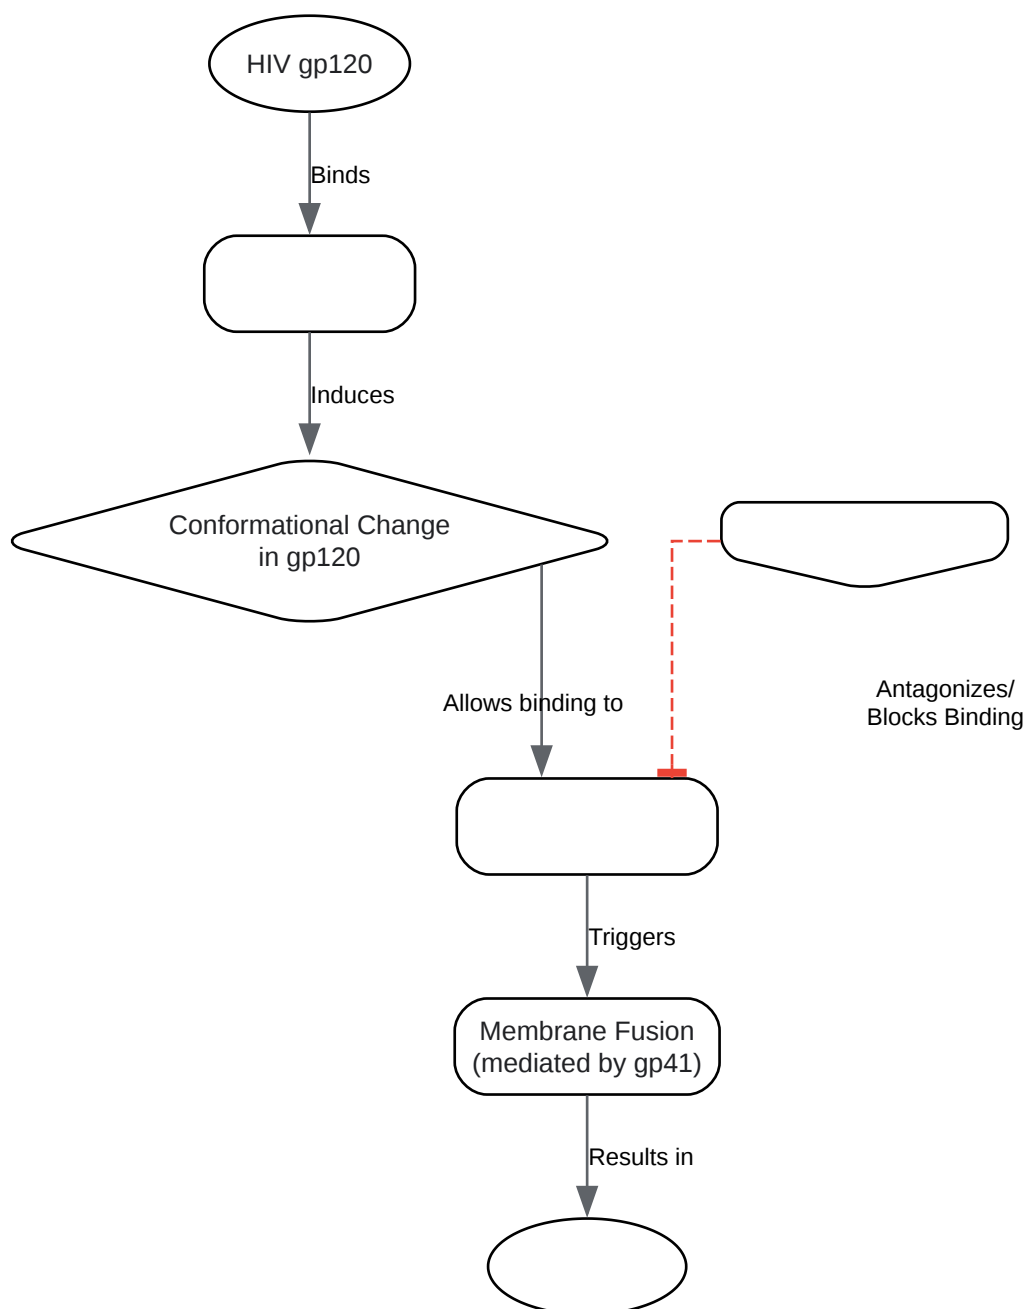 HIV gp120
Binds
Induces
Conformational Change
in gp120
Allows binding to
Antagonizes/
Blocks Binding
Triggers
Membrane Fusion
(mediated by gp41)
Results in